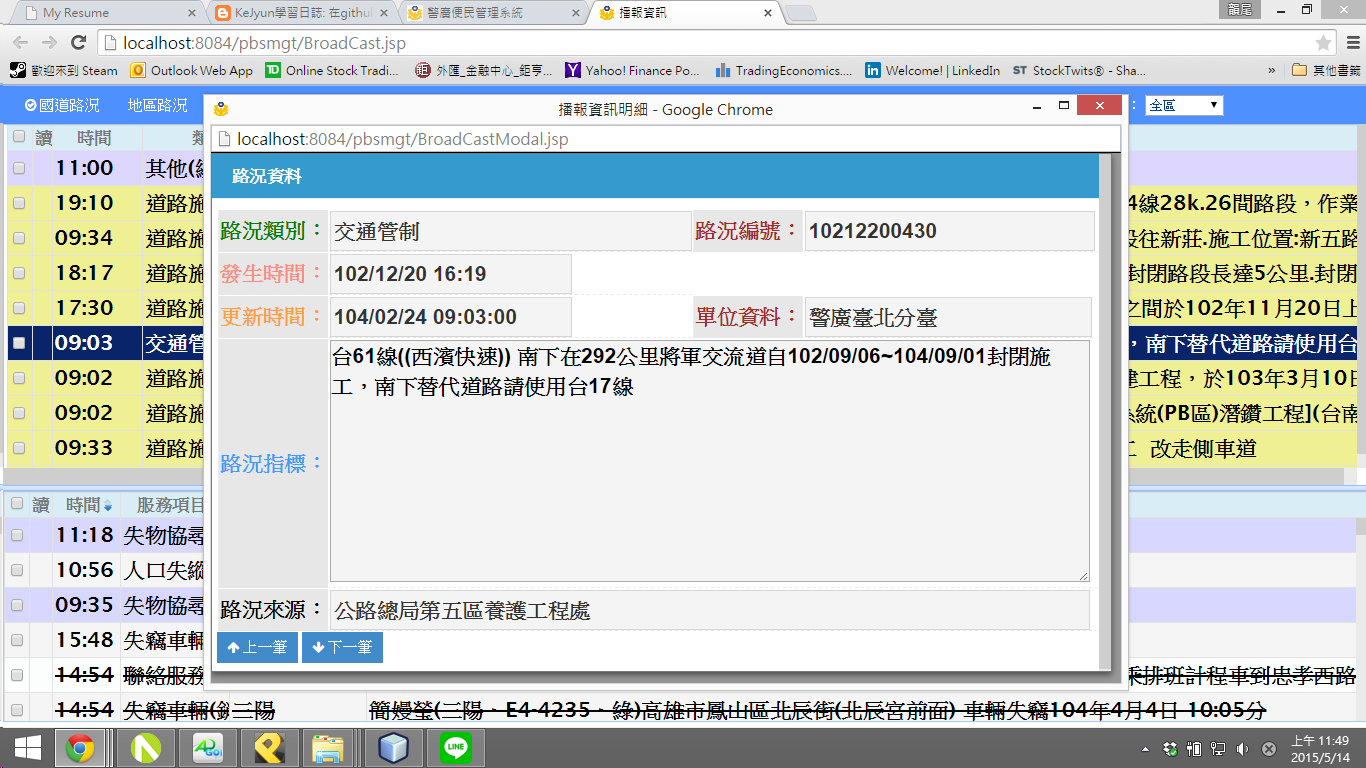 My Resume
KeJyun學習日誌: 在githul
警廣便民管理系統
播報資訊
localhost:8084/pbsmgt/BroadCast.jsp
歡迎來到 Steam
Outlook Web App
Online Stock Tradi...
外匯_金融中心_鉅亨...
Yahoo! Finance Po...
TradingEconomics....
Welcome! | LinkedIn
StockTwits® - Sha...
»
其他書籤
國道路況 地區路況
: 全區
播報資訊明細 - Google Chrome
localhost:8084/pbsmgt/BroadCastModal.jsp
讀 時間
11:00 其他(
19:10 道路施 4線28k.26間路段，作業
09:34 道路施 段往新莊.施工位置:新五路
18:17 道路施 封閉路段長達5公里.封閉
17:30 道路施 之間於102年11月20日上
09:03 交通管 ，南下替代道路請使用台
09:02 道路施 建工程，於103年3月10日
09:02 道路施 系統(PB區)潛鑽工程](台南
09:33 道路施 工 改走側車道
路況資料
路況類別： 交通管制 路況編號： 10212200430
發生時間： 102/12/20 16:19
更新時間： 104/02/24 09:03:00 單位資料： 警廣臺北分臺
路況指標：
台61線((西濱快速)) 南下在292公里將軍交流道自102/09/06~104/09/01封閉施
工，南下替代道路請使用台17線
路況來源： 公路總局第五區養護工程處
上一筆 下一筆
讀 時間 服務項目
11:18 失物協尋
10:56 人口失縱
09:35 失物協尋
15:48 失竊車輛
14:54 聯絡服務 乘排班計程車到忠孝西路
14:54 失竊車輛( 三陽 簡嫚瑩(三陽、E4-4235、綠)高雄市鳳山區北辰街(北辰宮前面) 車輛失竊104年4月4日 10:05分
LINE
上午 11:49
2015/5/14